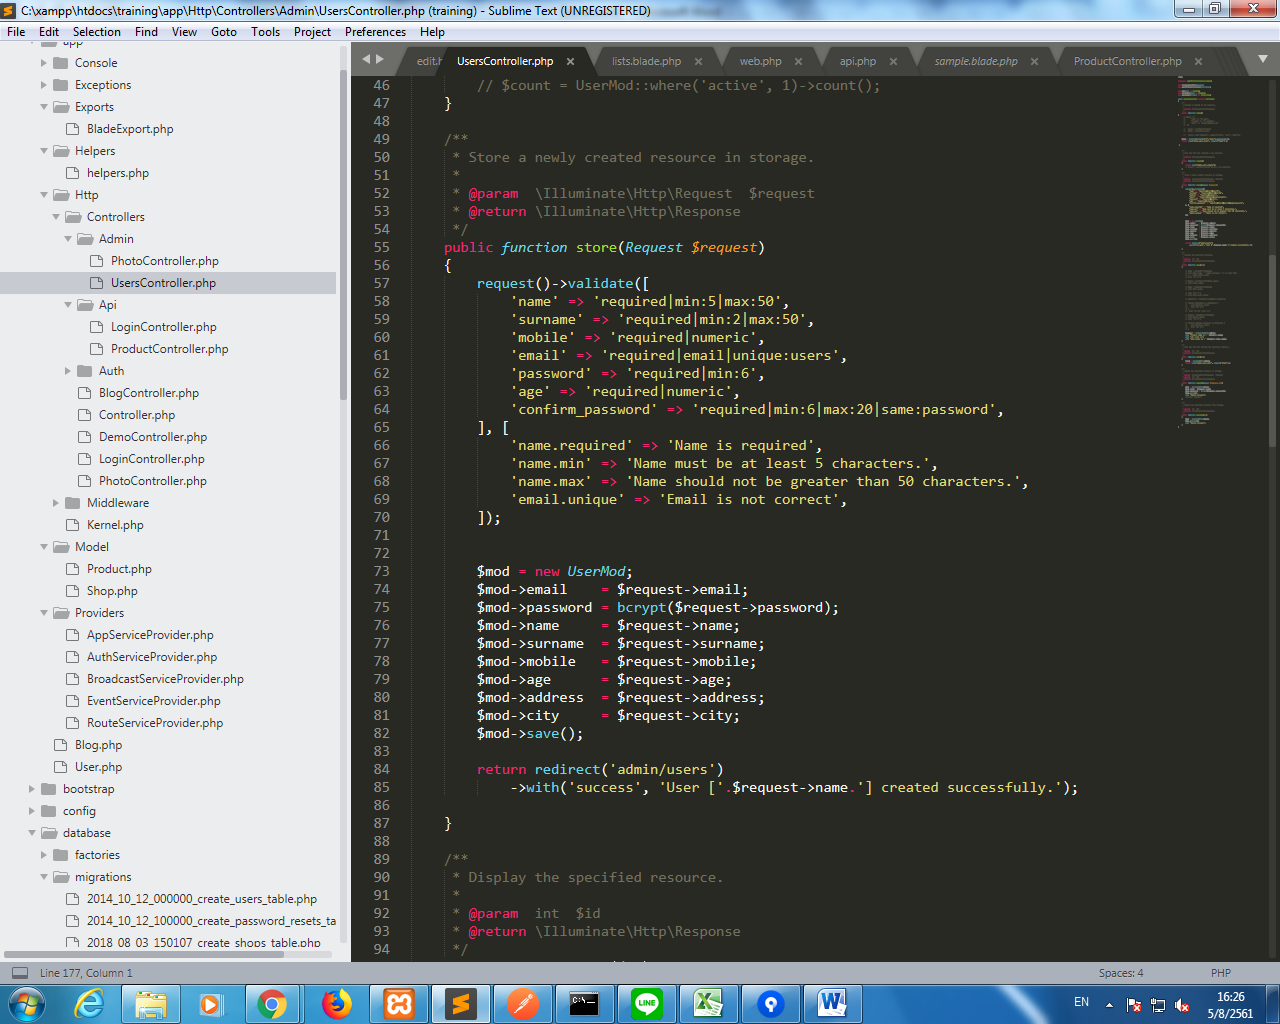 C:\xampp\htdocs\training\app\Http\Controllers\Admin\UsersController.php (training) - Sublime Text (UNREGISTERED)
File Edit Selection Find View Goto Tools Project Preferences Help
app
Console
Exceptions
Exports
BladeExport.php
Helpers
helpers.php
Http
Controllers
Admin
PhotoController.php
UsersController.php
Api
LoginController.php
ProductController.php
Auth
BlogController.php
Controller.php
DemoController.php
LoginController.php
PhotoController.php
Middleware
Kernel.php
Model
Product.php
Shop.php
Providers
AppServiceProvider.php
AuthServiceProvider.php
BroadcastServiceProvider.php
EventServiceProvider.php
RouteServiceProvider.php
Blog.php
User.php
bootstrap
config
database
factories
migrations
2014_10_12_000000_create_users_table.php
2014_10_12_100000_create_password_resets_ta
2018_08_03_150107_create_shops_table.php
edit.b UsersController.php lists.blade.php web.php api.php sample.blade.php ProductController.php
46 // $count = UserMod::where('active', 1)->count();
47 }
48
49 /**
50 * Store a newly created resource in storage.
51 *
52 * @param \Illuminate\Http\Request $request
53 * @return \Illuminate\Http\Response
54 */
55 public function store(Request $request)
56 {
57 request()->validate([
58 'name' => 'required|min:5|max:50',
59 'surname' => 'required|min:2|max:50',
60 'mobile' => 'required|numeric',
61 'email' => 'required|email|unique:users',
62 'password' => 'required|min:6',
63 'age' => 'required|numeric',
64 'confirm_password' => 'required|min:6|max:20|same:password',
65 ], [
66 'name.required' => 'Name is required',
67 'name.min' => 'Name must be at least 5 characters.',
68 'name.max' => 'Name should not be greater than 50 characters.',
69 'email.unique' => 'Email is not correct',
70 ]);
71
72
73 $mod = new UserMod;
74 $mod->email = $request->email;
75 $mod->password = bcrypt($request->password);
76 $mod->name = $request->name;
77 $mod->surname = $request->surname;
78 $mod->mobile = $request->mobile;
79 $mod->age = $request->age;
80 $mod->address = $request->address;
81 $mod->city = $request->city;
82 $mod->save();
83
84 return redirect('admin/users')
85 ->with('success', 'User ['.$request->name.'] created successfully.');
86
87 }
88
89 /**
90 * Display the specified resource.
91 *
92 * @param int $id
93 * @return \Illuminate\Http\Response
94 */
Line 177, Column 1 Spaces: 4 PHP
LINE
EN
16:26
5/8/2561